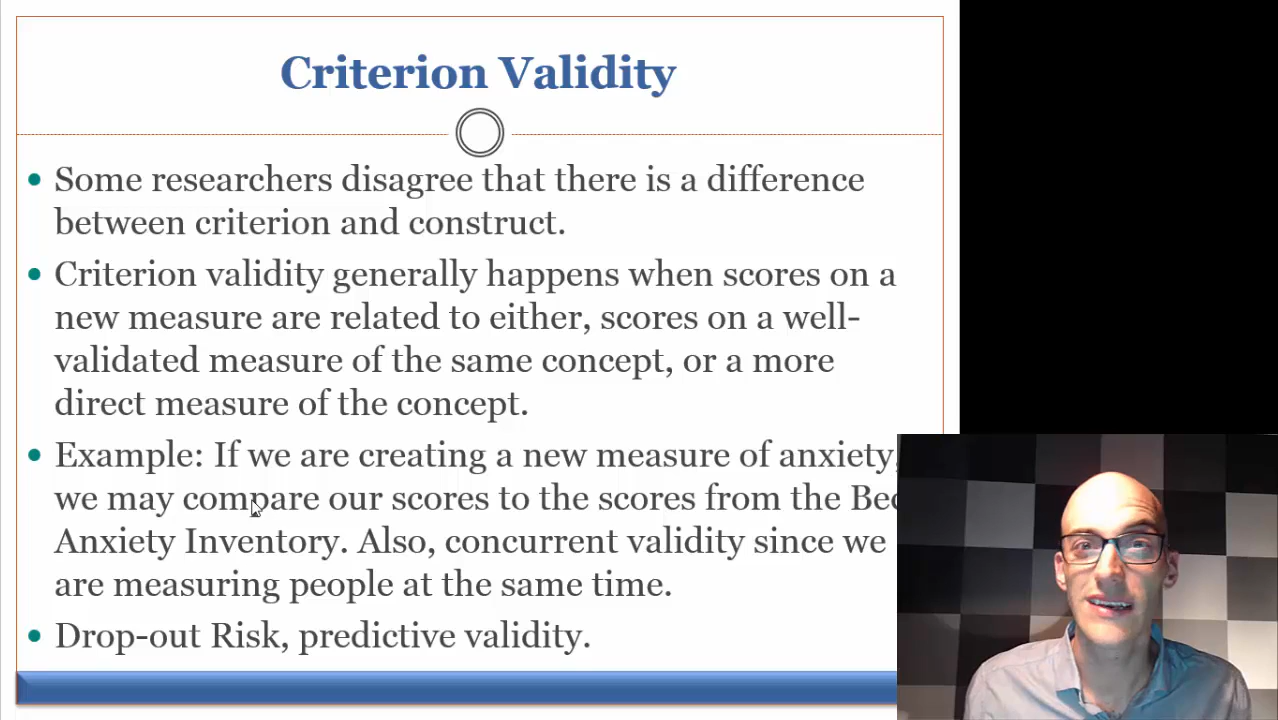 Criterion Validity
Some researchers disagree that there is a difference
between criterion and construct.
Criterion validity generally happens when scores on a
new measure are related to either, scores on a well-
validated measure of the same concept, or a more
direct measure of the concept.
Example: If we are creating a new measure of anxiety,
we may compare our scores to the scores from the Bec
Anxiety Inventory. Also, concurrent validity since we
are measuring people at the same time.
Drop-out Risk, predictive validity.